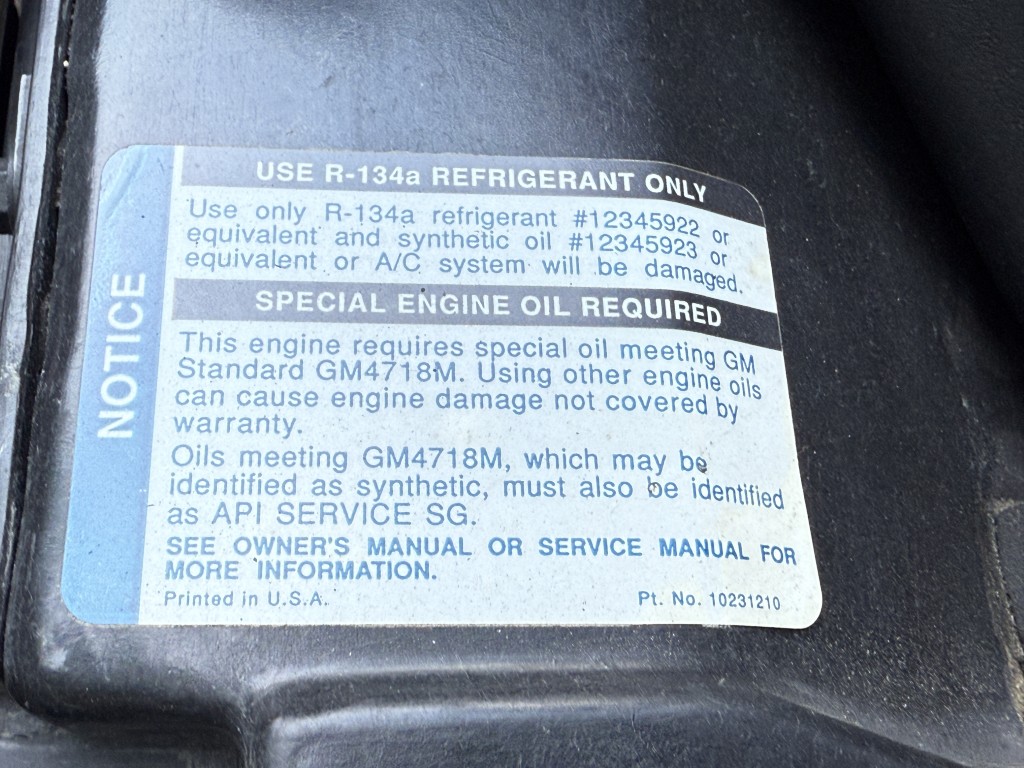 NOTICE
USE R-134a REFRIGERANT ONLY
Use only R-134a refrigerant #12345922 or
equivalent and synthetic oil #12345923 or
equivalent or A/C system will be damaged.
SPECIAL ENGINE OIL REQUIRED
This engine requires special oil meeting GM
Standard GM4718M. Using other engine oils
can cause engine damage not covered by
warranty.
Oils meeting GM4718M, which may be
identified as synthetic, must also be identified
as API SERVICE SG.
SEE OWNER'S MANUAL OR SERVICE MANUAL FOR
MORE INFORMATION.
Printed in U.S.A.
Pt. No. 10231210